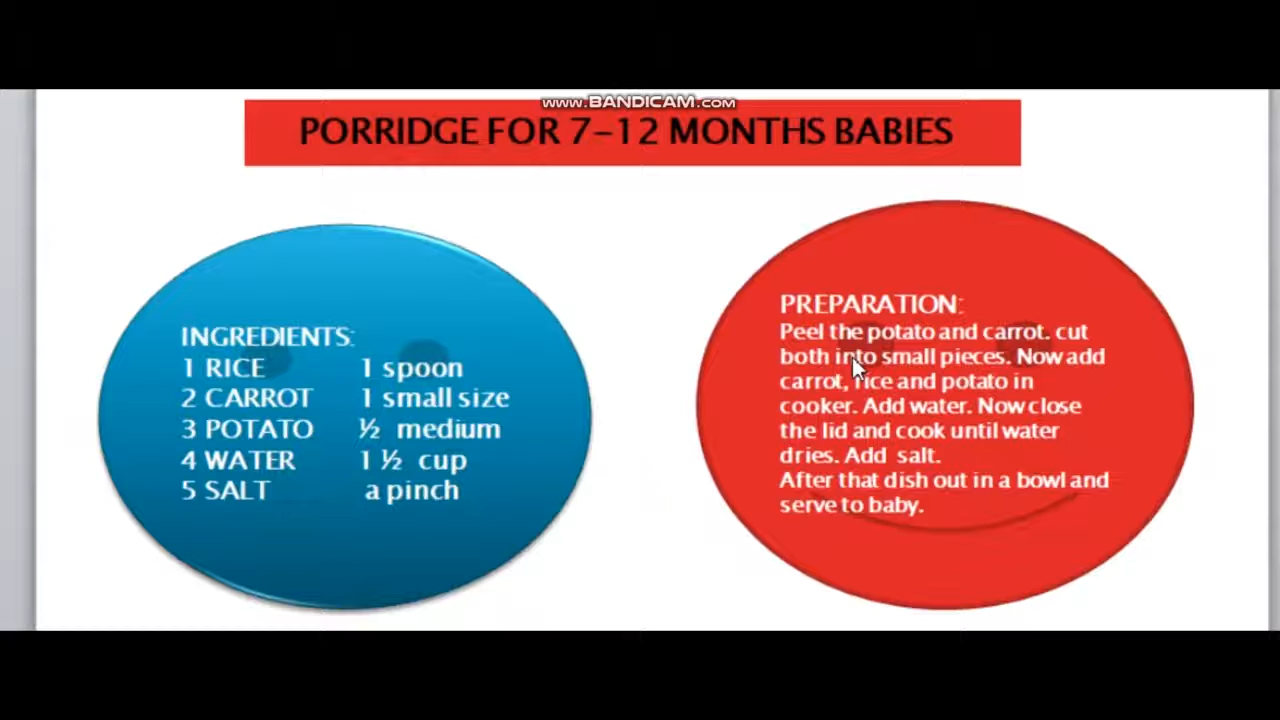 www.BANDICAM.com
PORRIDGE FOR 7-12 MONTHS BABIES
INGREDIENTS:
1 RICE 1 spoon
2 CARROT 1 small size
3 POTATO ½ medium
4 WATER 1 ½ cup
5 SALT a pinch
PREPARATION:
Peel the potato and carrot. cut
both into small pieces. Now add
carrot, rice and potato in
cooker. Add water. Now close
the lid and cook until water
dries. Add salt.
After that dish out in a bowl and
serve to baby.